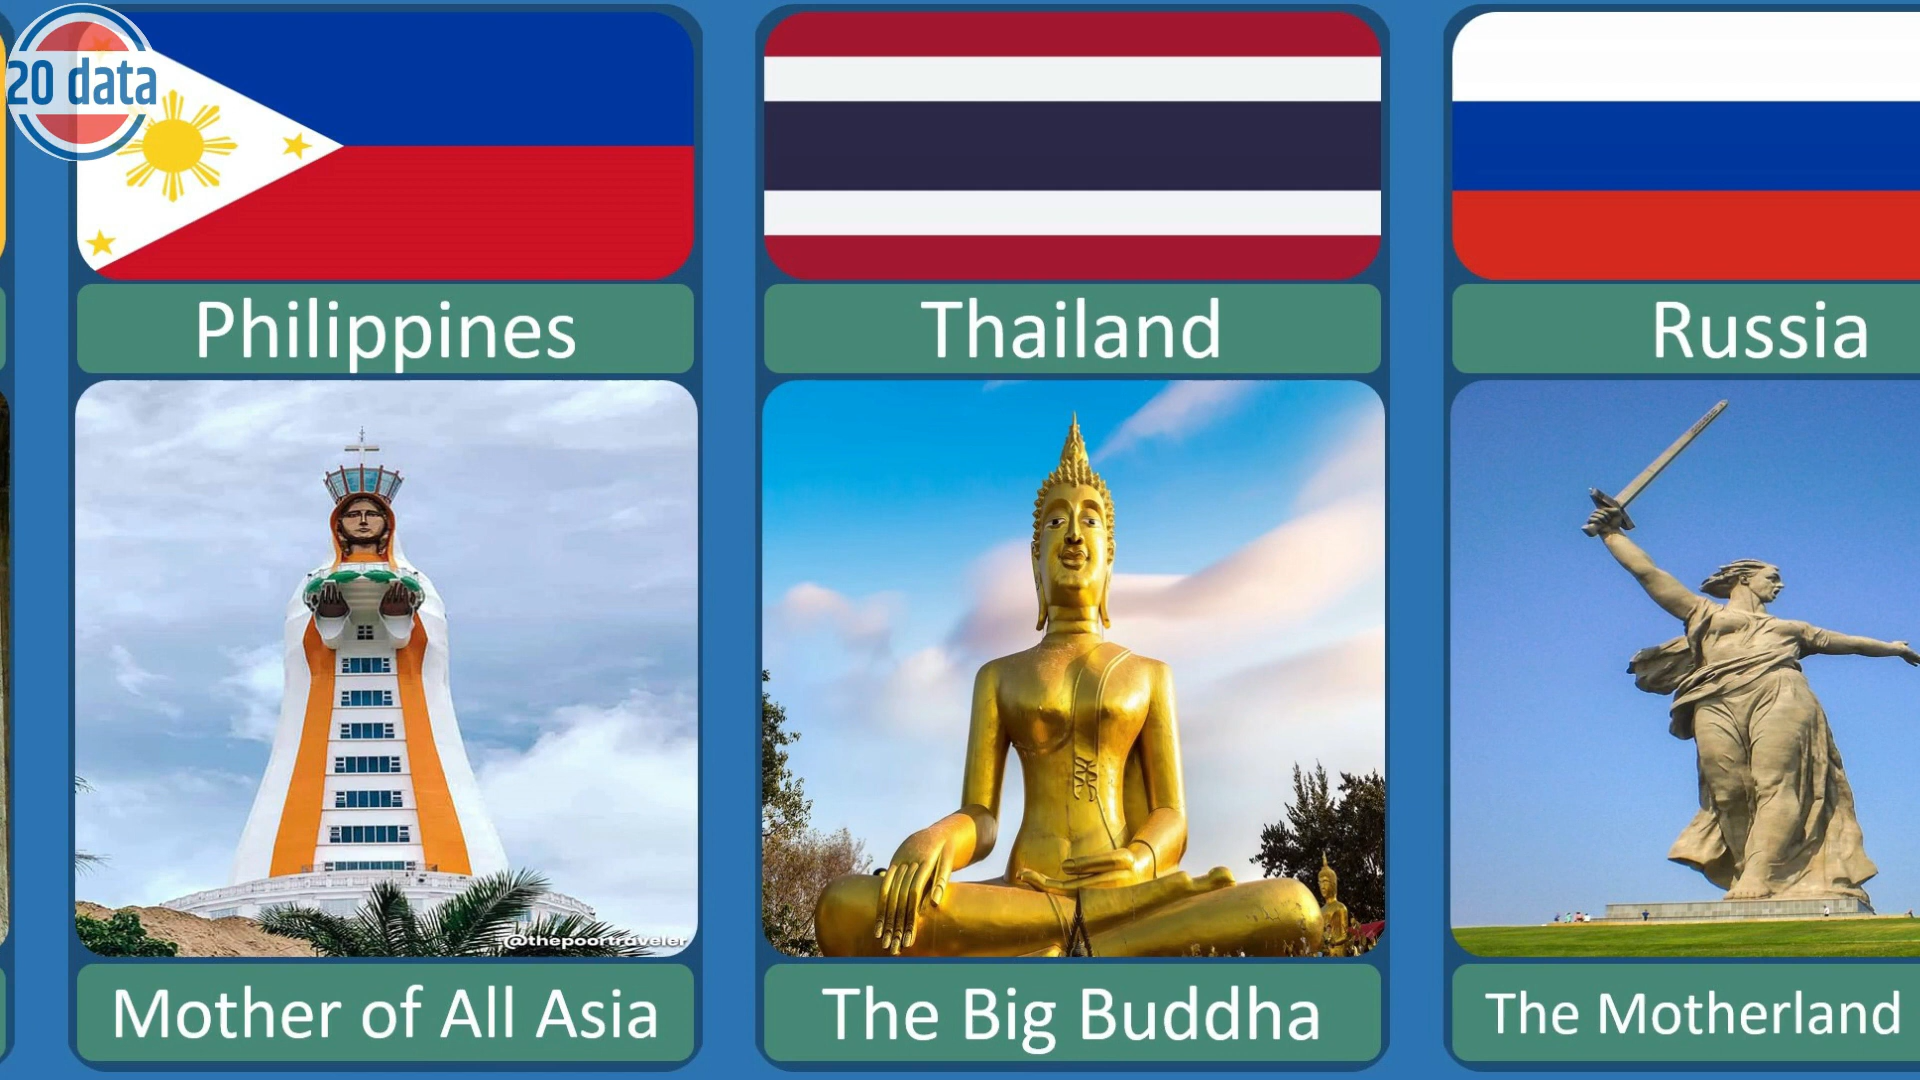 20 data
Philippines
Thailand
Russia
@thepoortraveler
Mother of All Asia
The Big Buddha
The Motherland